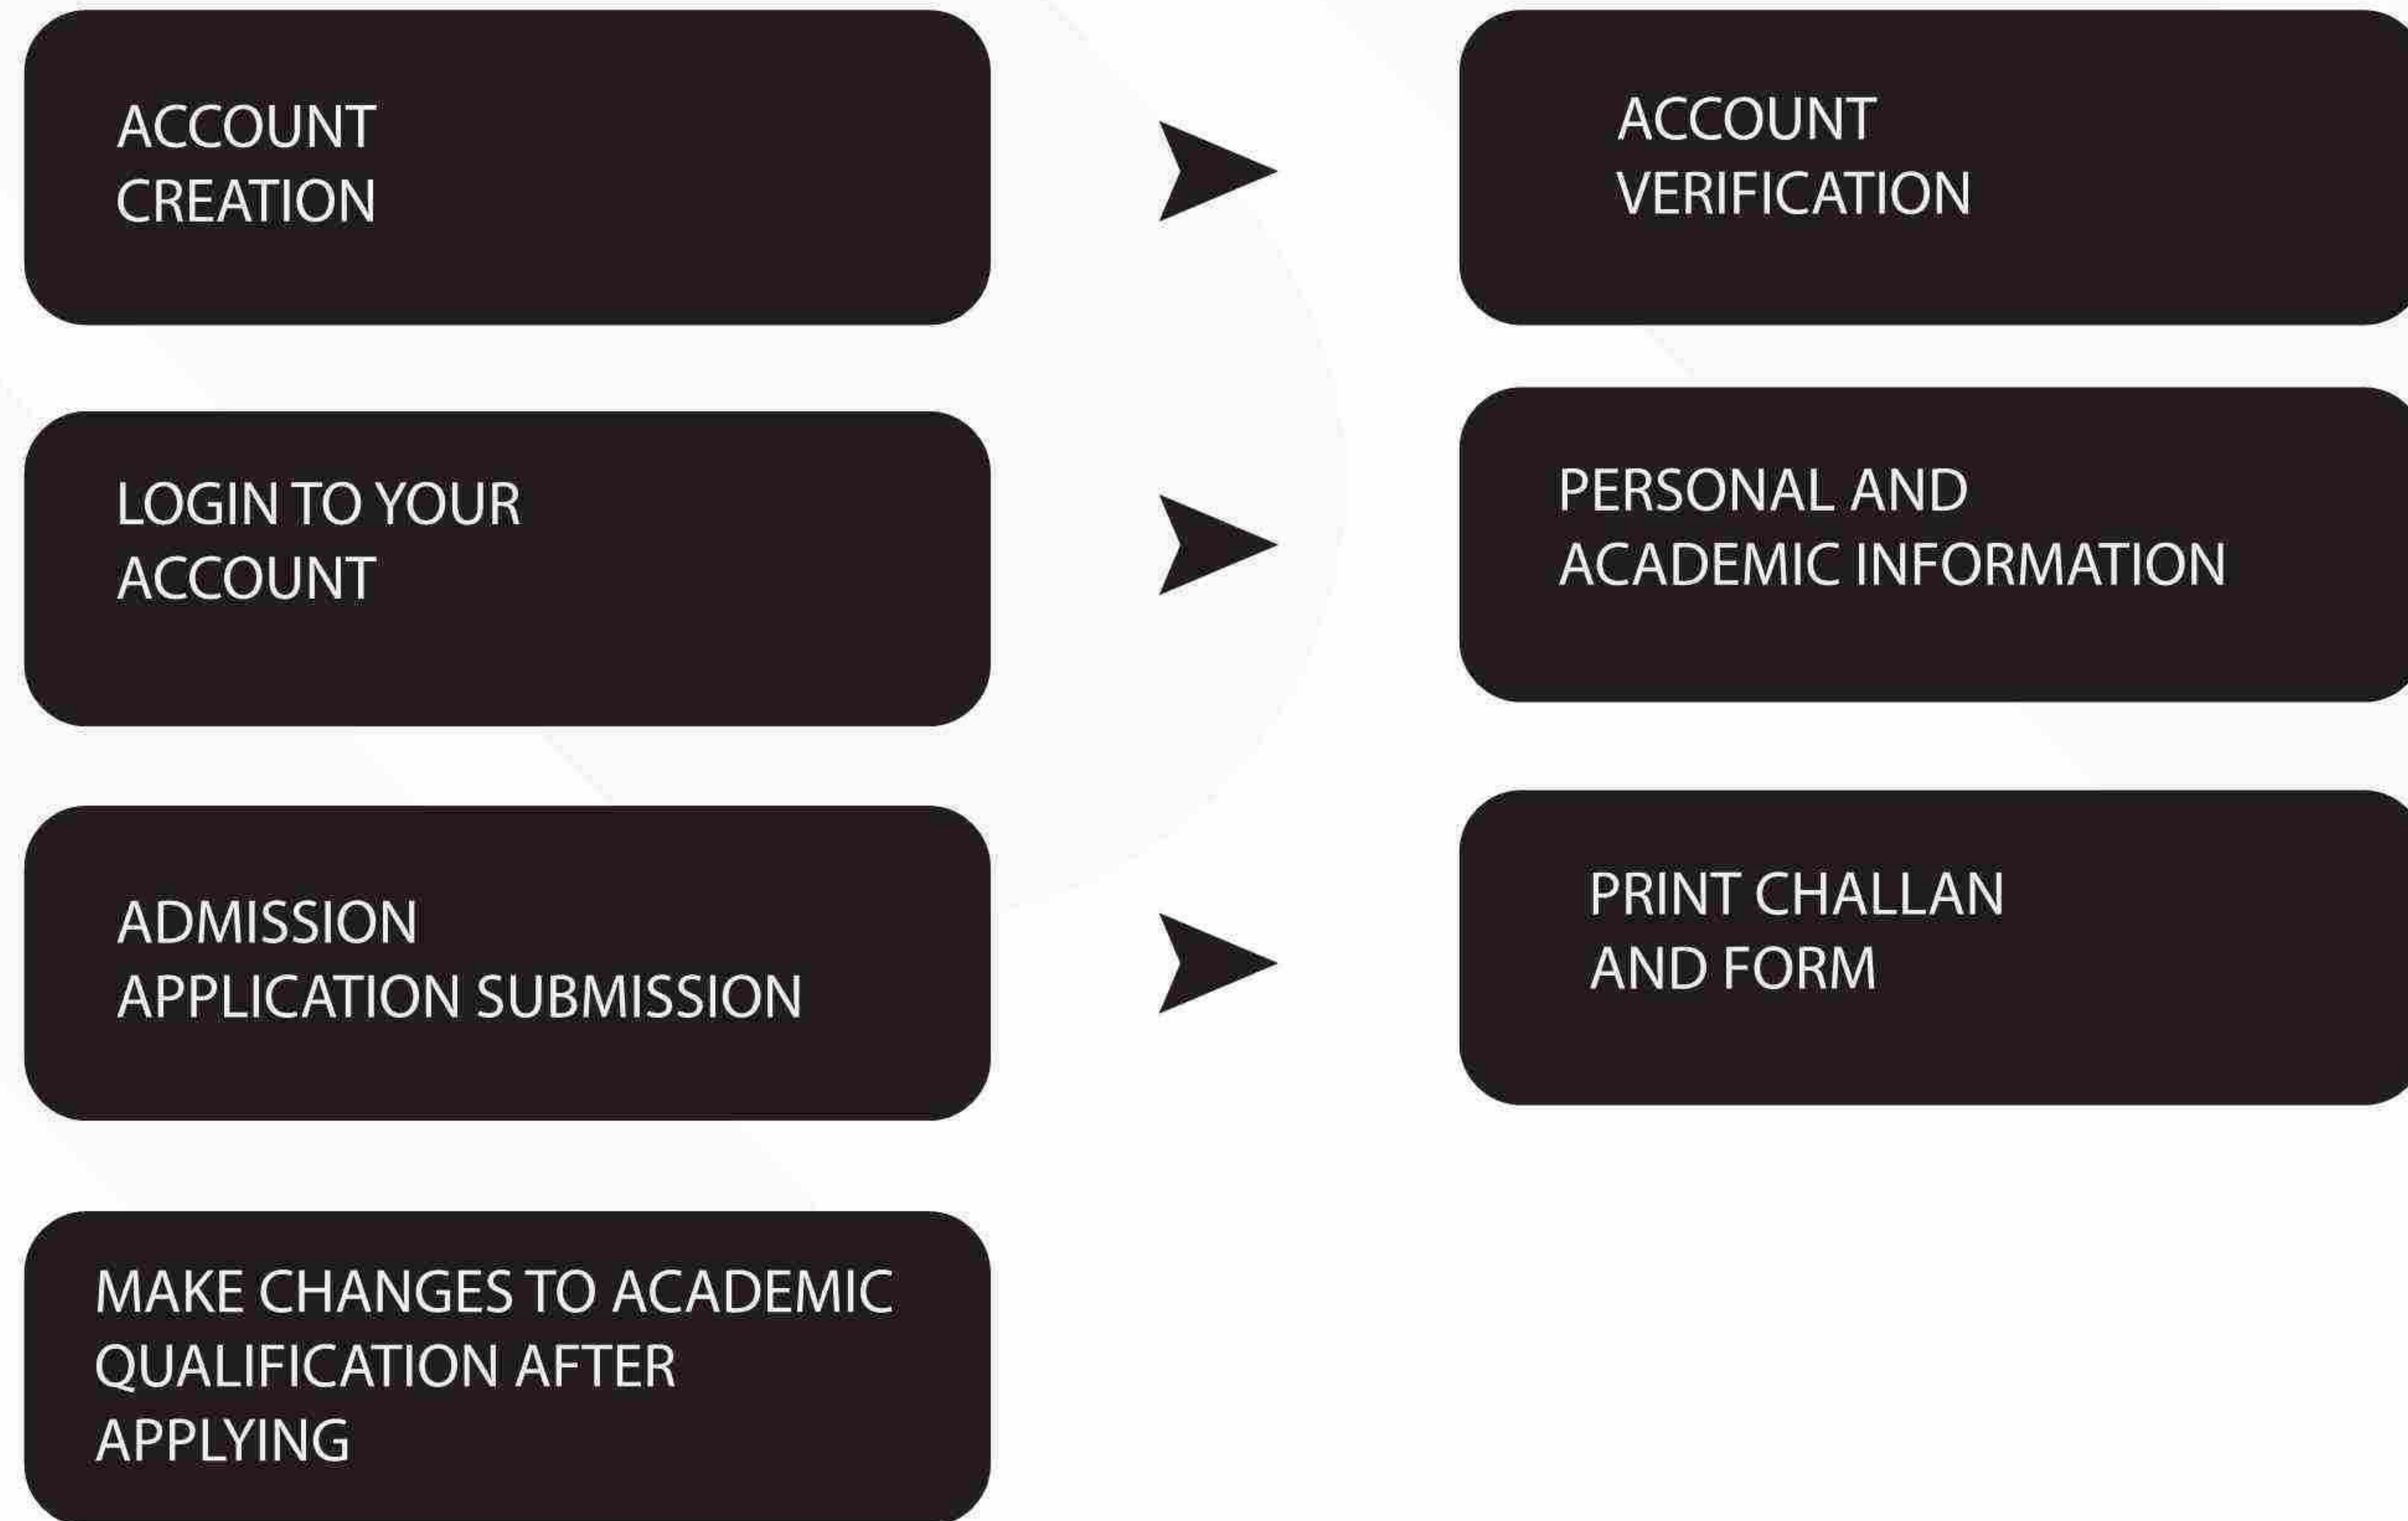 ACCOUNT
CREATION
ACCOUNT
VERIFICATION
LOGIN TO YOUR
ACCOUNT
PERSONAL AND
ACADEMIC INFORMATION
ADMISSION
APPLICATION SUBMISSION
PRINT CHALLAN
AND FORM
MAKE CHANGES TO ACADEMIC
QUALIFICATION AFTER
APPLYING